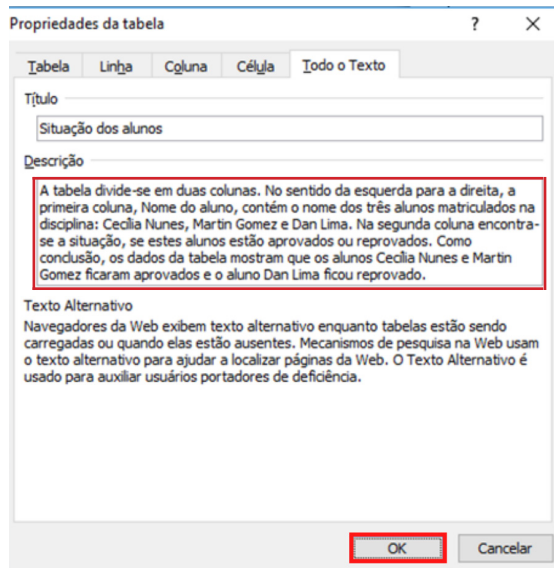 Propriedades da tabela ? X
Tabela Linha Coluna Célula Todo o Texto
Título
Situação dos alunos
Descrição
A tabela divide-se em duas colunas. No sentido da esquerda para a direita, a
primeira coluna, Nome do aluno, contém o nome dos três alunos matriculados na
disciplina: Cecília Nunes, Martin Gomez e Dan Lima. Na segunda coluna encontra-
se a situação, se estes alunos estão aprovados ou reprovados. Como
conclusão, os dados da tabela mostram que os alunos Cecília Nunes e Martin
Gomez ficaram aprovados e o aluno Dan Lima ficou reprovado.
Texto Alternativo
Navegadores da Web exibem texto alternativo enquanto tabelas estão sendo
carregadas ou quando elas estão ausentes. Mecanismos de pesquisa na Web usam
o texto alternativo para ajudar a localizar páginas da Web. O Texto Alternativo é
usado para auxiliar usuários portadores de deficiência.
OK Cancelar